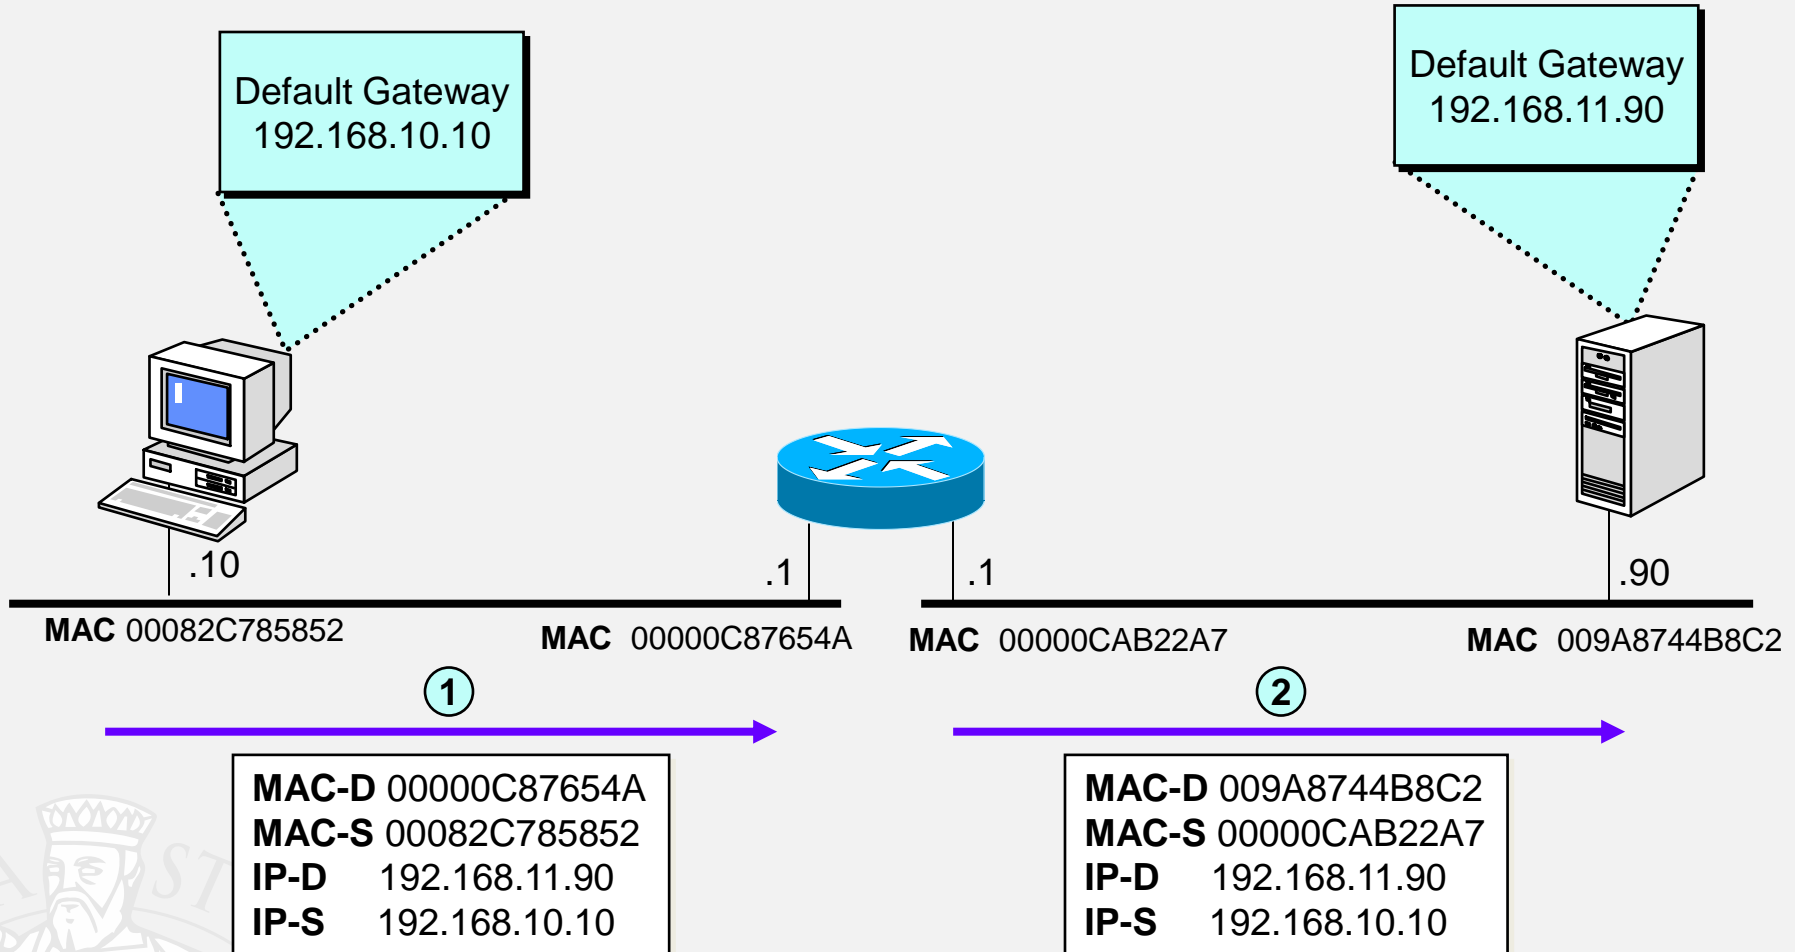 Default Gateway
192.168.10.10
Default Gateway
192.168.11.90
.10
.1
.1
.90
MAC 00082C785852
MAC 00000C87654A
MAC 00000CAB22A7
MAC 009A8744B8C2
1
2
MAC-D 00000C87654A
MAC-S 00082C785852
IP-D 192.168.11.90
IP-S 192.168.10.10
MAC-D 009A8744B8C2
MAC-S 00000CAB22A7
IP-D 192.168.11.90
IP-S 192.168.10.10